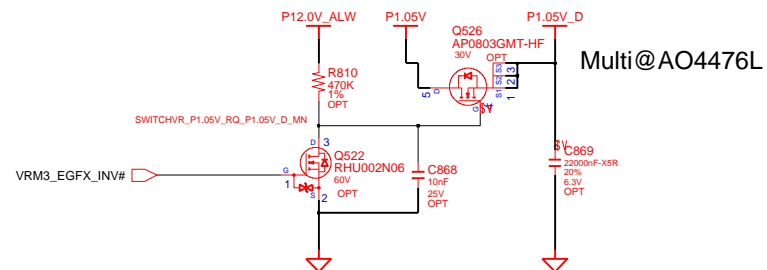 P12.0V_ALW
P1.05V
P1.05V_D
Q526
AP0803GMT-HF
30V
OPT
Multi@AO4476L
R810
470K
1%
OPT
5
D
S3
S2
S1
3
2
1
G
4
$V
SWITCHVR_P1.05V_RQ_P1.05V_D_MN
D
3
Q522
RHU002N06
60V
OPT
VRM3_EGFX_INV#
G
1
S
2
C868
10nF
25V
OPT
$V
C869
22000nF-X5R
20%
6.3V
OPT